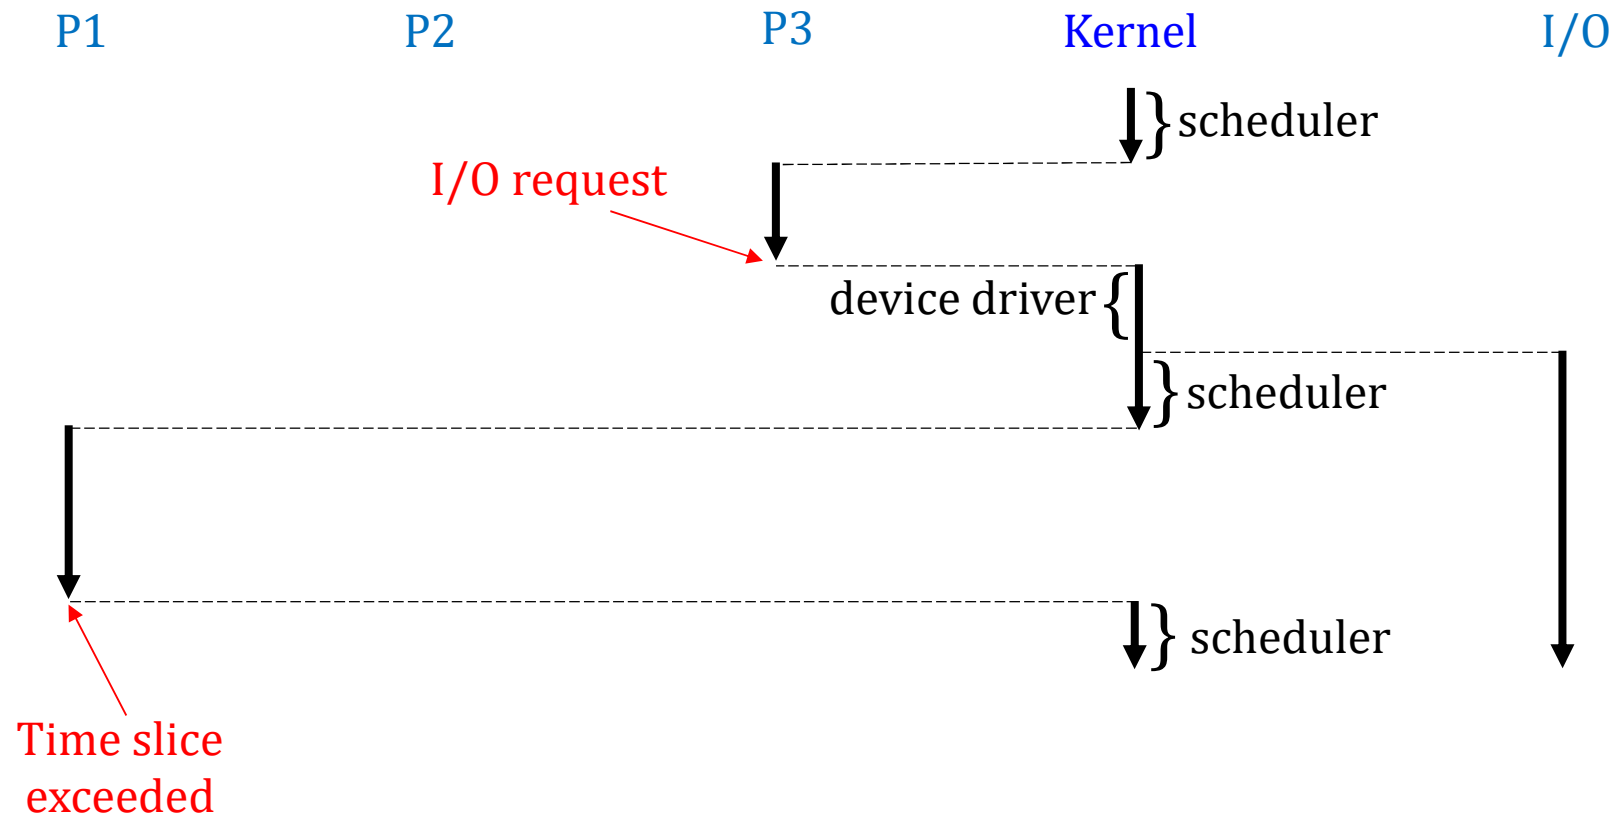 P1 P2 P3 Kernel I/O
scheduler
I/O request
device driver
scheduler
scheduler
Time slice
exceeded